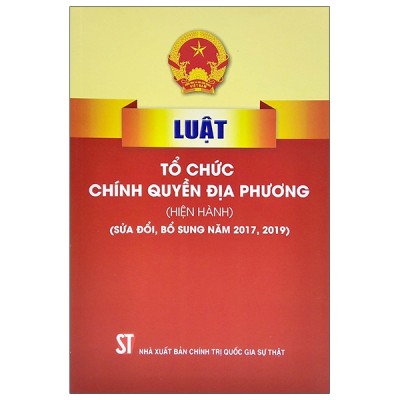 LUẬT
TỔ CHỨC
CHÍNH QUYỀN ĐỊA PHƯƠNG
(HIỆN HÀNH)
(SỬA ĐỔI, BỔ SUNG NĂM 2017, 2019)
ST NHÀ XUẤT BẢN CHÍNH TRỊ QUỐC GIA SỰ THẬT